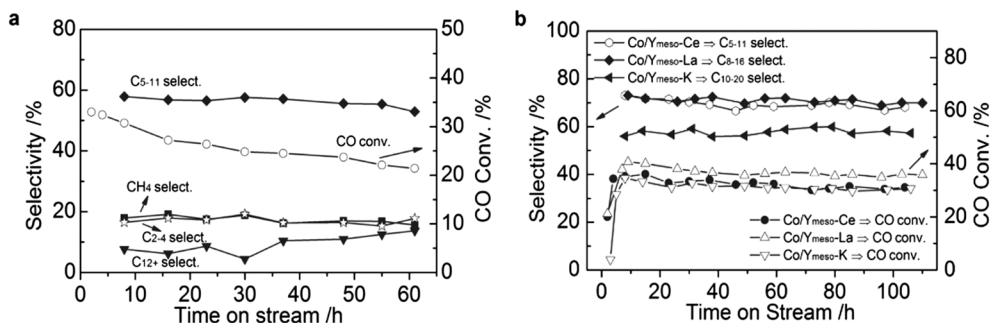 a
80
60
40
20
0
Selectivity /%
50
40
30
20
10
0
CO Conv. /%
C5-11 select.
CO conv.
CH4 select.
C2-4 select.
C12+ select.
0 10 20 30 40 50 60
Time on stream /h
b
100
80
60
40
20
0
Selectivity /%
80
60
40
20
0
CO Conv. /%
Co/Ymeso-Ce ⇒ C5-11 select.
Co/Ymeso-La ⇒ C8-16 select.
Co/Ymeso-K ⇒ C10-20 select.
Co/Ymeso-Ce ⇒ CO conv.
Co/Ymeso-La ⇒ CO conv.
Co/Ymeso-K ⇒ CO conv.
0 20 40 60 80 100
Time on Stream /h